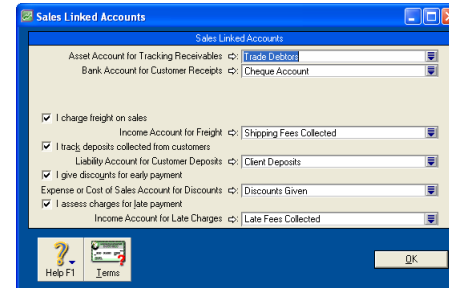 Sales Linked Accounts
Sales Linked Accounts
Asset Account for Tracking Receivables Trade Debtors
Bank Account for Customer Receipts Cheque Account
I charge freight on sales
Income Account for Freight: Shipping Fees Collected
I track deposits collected from customers
Liability Account for Customer Deposits Client Deposits
I give discounts for early payment
Expense or Cost of Sales Account for Discounts Discounts Given
I assess charges for late payment
Income Account for Late Charges Late Fees Collected
Help F1 Terms OK